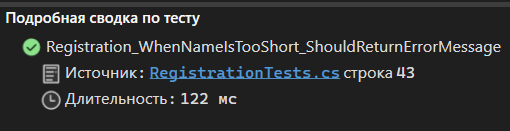 Подробная сводка по тесту
Registration_WhenNameIsTooShort_ShouldReturnErrorMessage
Источник: RegistrationTests.cs строка 43
Длительность: 122 мс